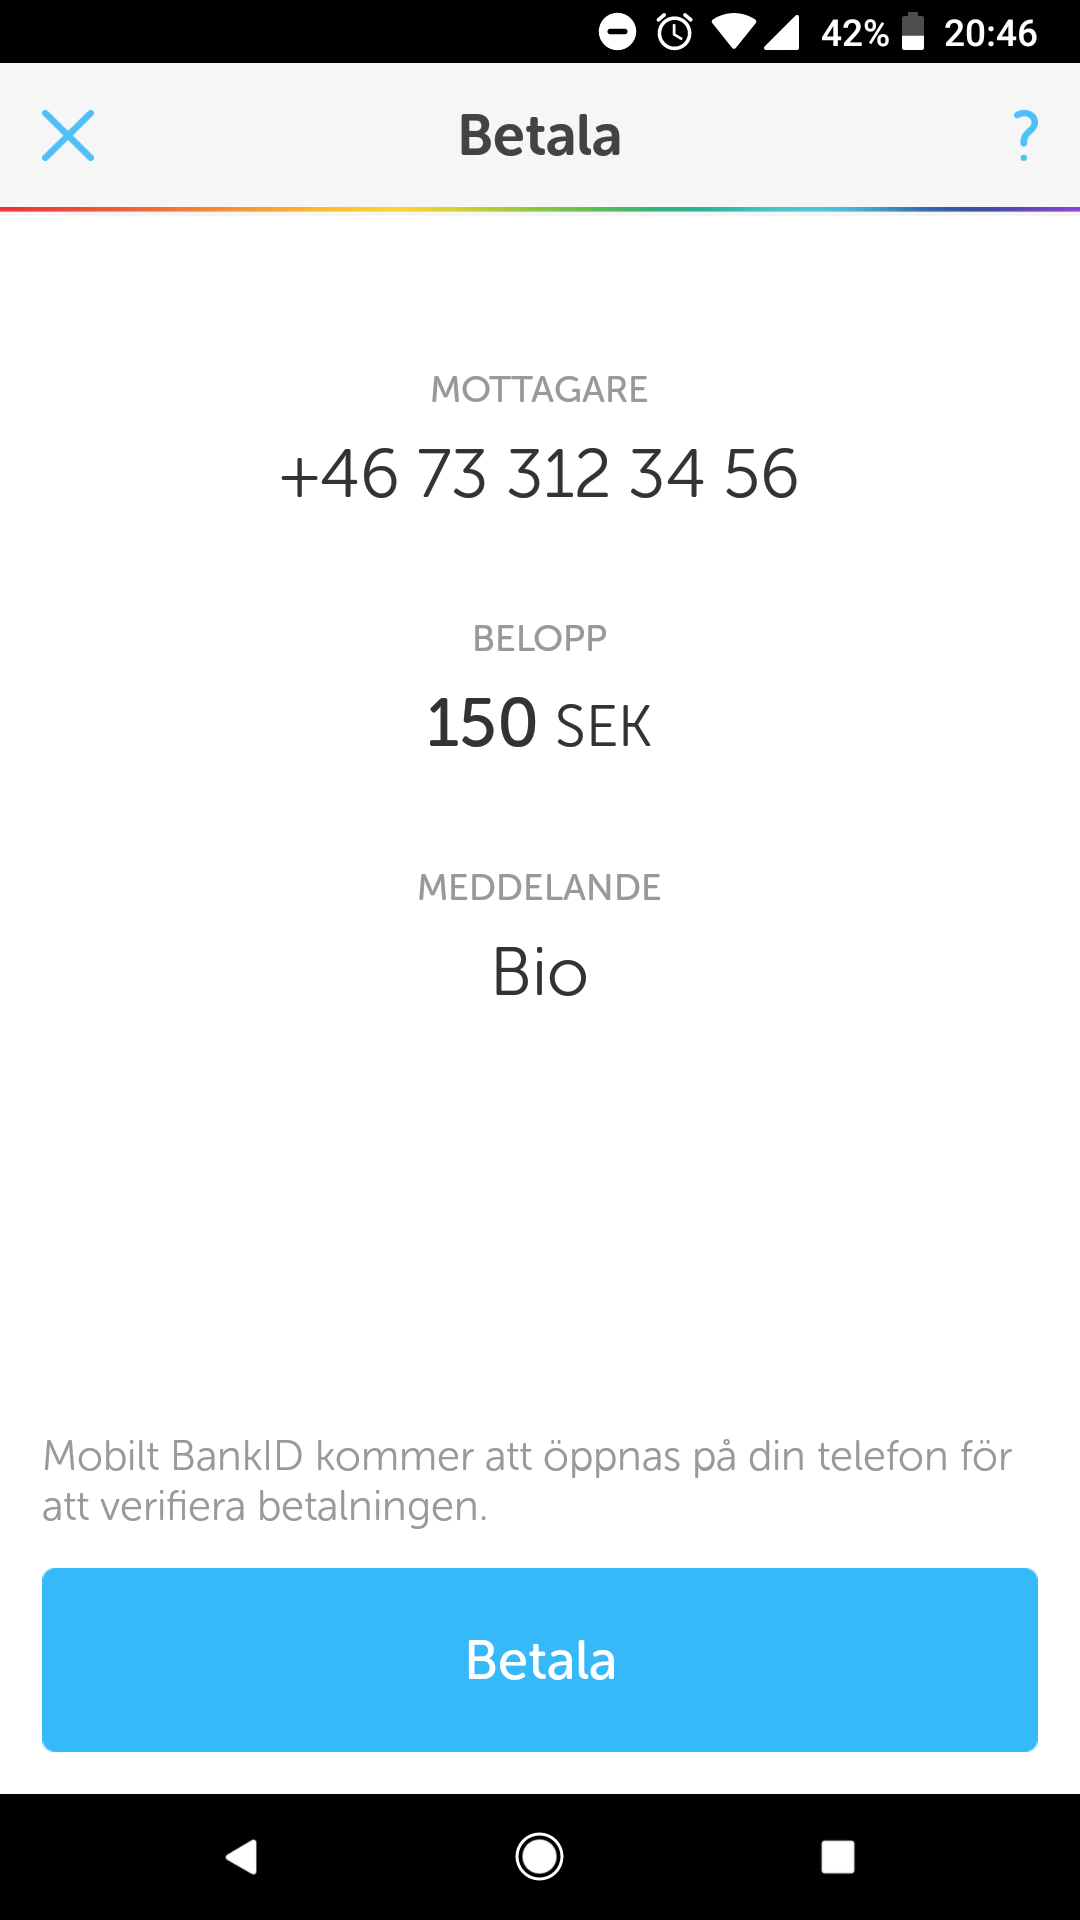 42% 20:46
Betala ?
MOTTAGARE
+46 73 312 34 56
BELOPP
150 SEK
MEDDELANDE
Bio
Mobilt BankID kommer att öppnas på din telefon för
att verifiera betalningen.
Betala